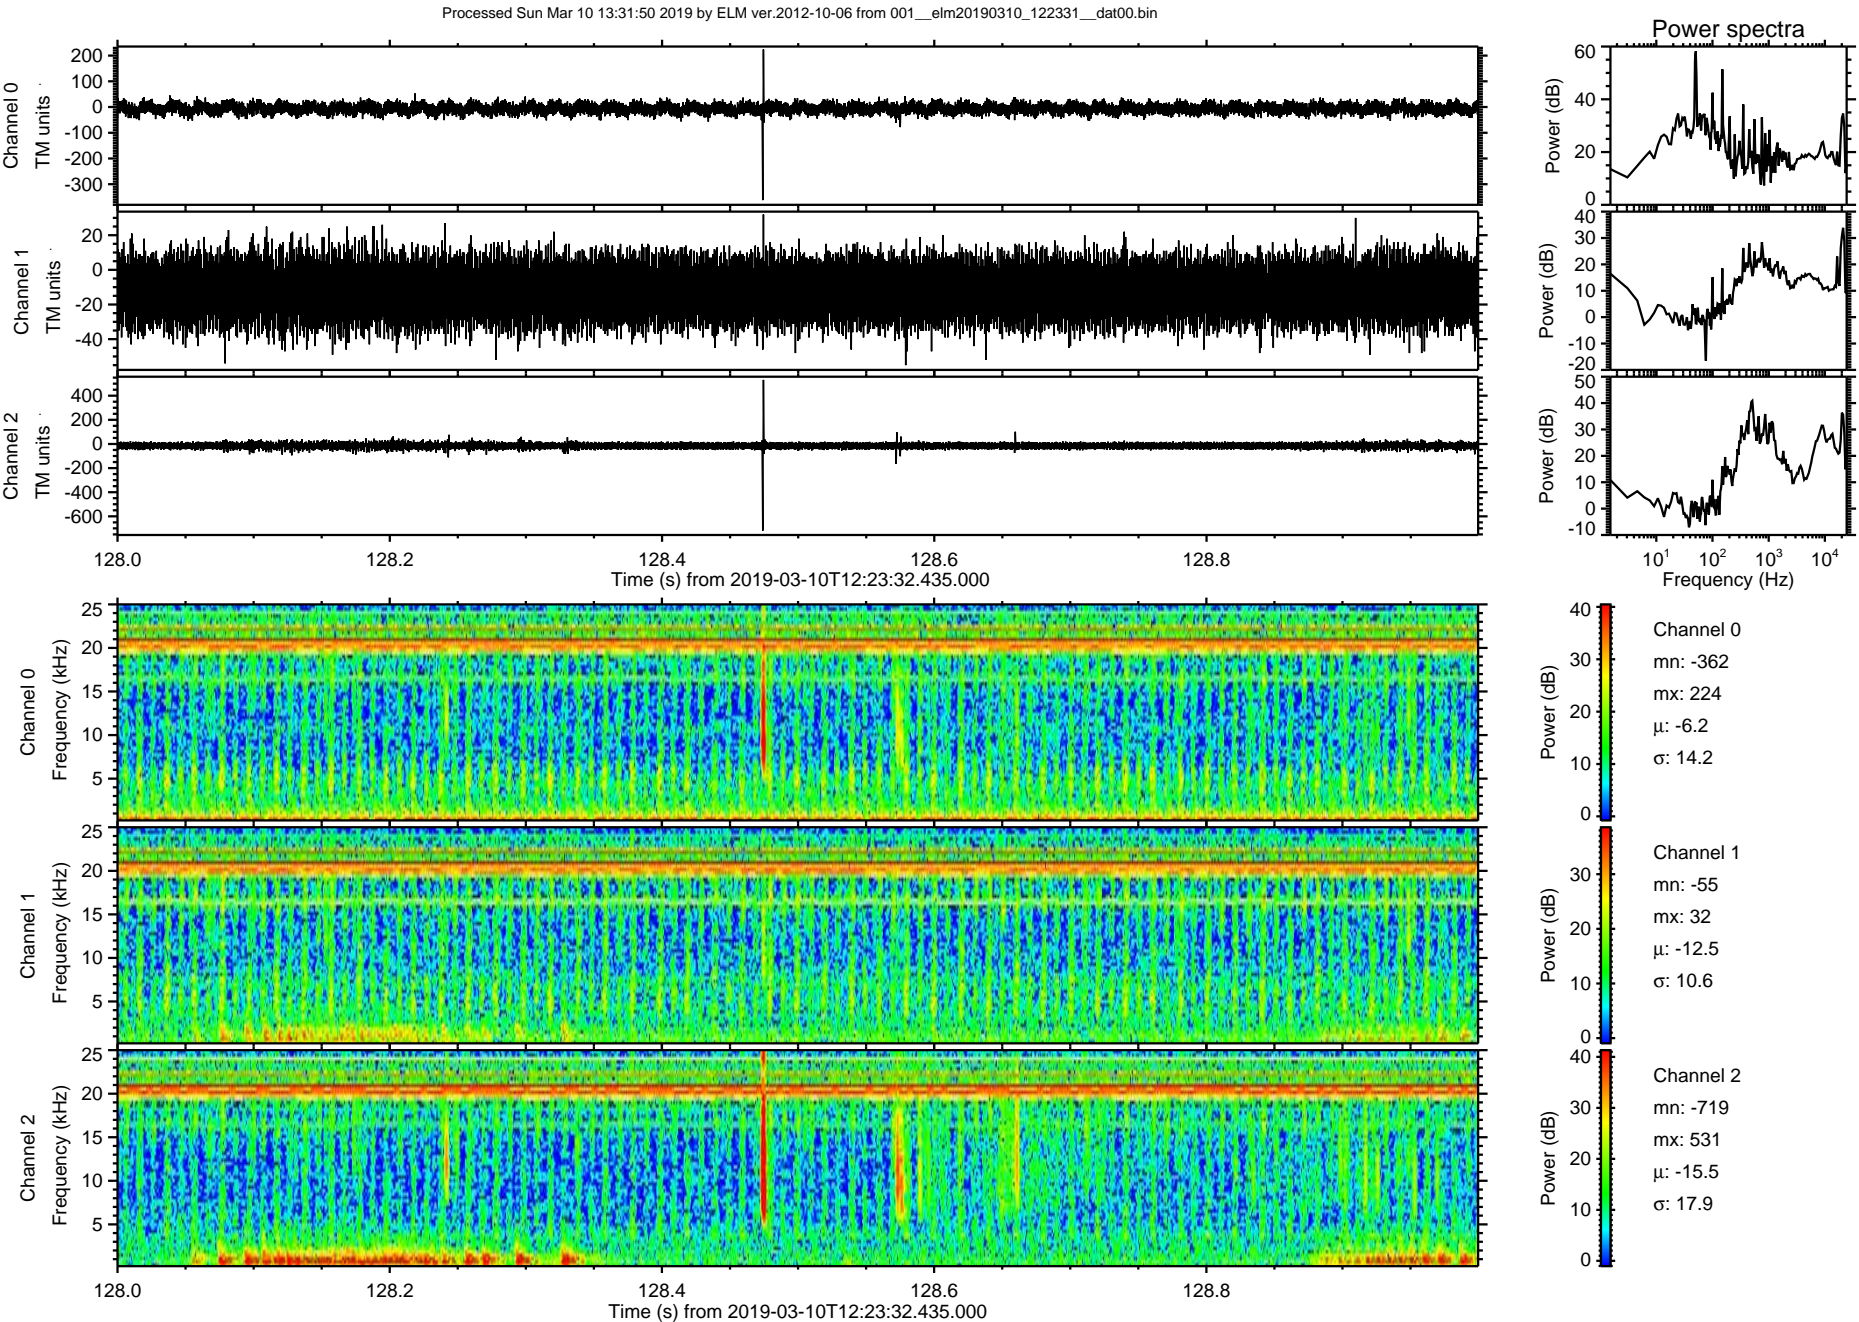 Processed Sun Mar 10 13:31:50 2019 by ELM ver.2012-10-06 from 001__elm20190310_122331__dat00.bin
Power spectra
Channel 0
TM units
200
100
0
-100
-200
-300
Power (dB)
60
40
20
0
Channel 1
TM units
20
0
-20
-40
Power (dB)
40
30
20
10
0
-10
-20
Channel 2
TM units
400
200
0
-200
-400
-600
Power (dB)
50
40
30
20
10
0
-10
128.0 128.2 128.4 128.6 128.8
Time (s) from 2019-03-10T12:23:32.435.000
10¹ 10² 10³ 10⁴
Frequency (Hz)
Channel 0
Frequency (kHz)
25
20
15
10
5
Power (dB)
40
30
20
10
0
Channel 0
mn: -362
mx: 224
μ: -6.2
σ: 14.2
Channel 1
Frequency (kHz)
25
20
15
10
5
Power (dB)
30
20
10
0
Channel 1
mn: -55
mx: 32
μ: -12.5
σ: 10.6
Channel 2
Frequency (kHz)
25
20
15
10
5
Power (dB)
40
30
20
10
0
Channel 2
mn: -719
mx: 531
μ: -15.5
σ: 17.9
128.0 128.2 128.4 128.6 128.8
Time (s) from 2019-03-10T12:23:32.435.000